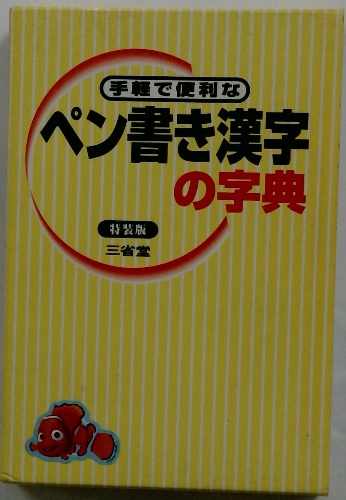 手軽で便利な
ペン書き漢字
の字典
特装版
三省堂